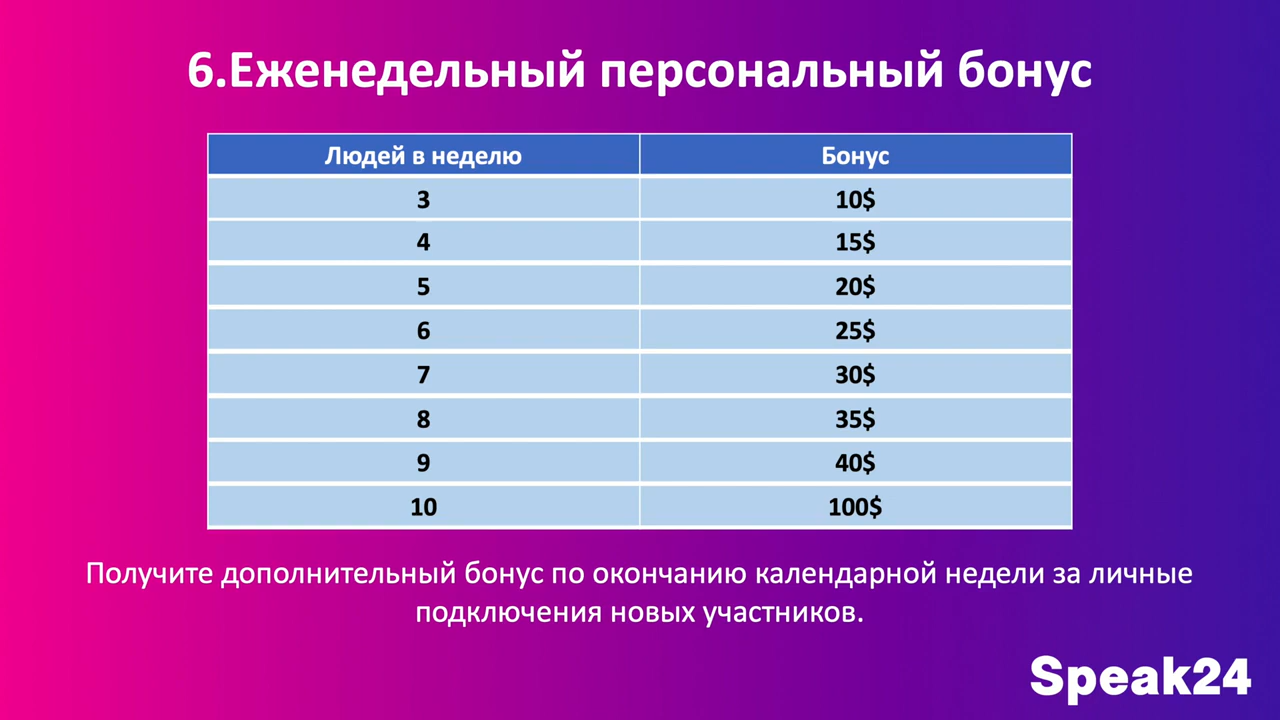 6.Еженедельный персональный бонус
Людей в неделю Бонус
3 10$
4 15$
5 20$
6 25$
7 30$
8 35$
9 40$
10 100$
Получите дополнительный бонус по окончанию календарной недели за личные
подключения новых участников.
Speak24